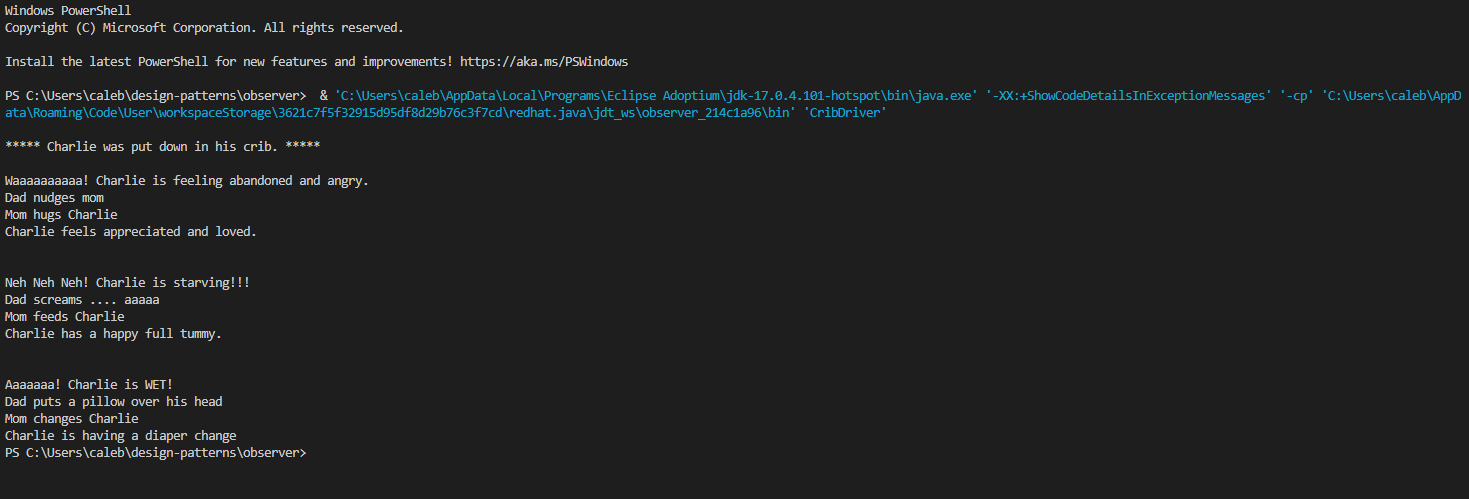 Windows PowerShell
Copyright (C) Microsoft Corporation. All rights reserved.
Install the latest PowerShell for new features and improvements! https://aka.ms/PSWindows
PS C:\Users\caleb\design-patterns\observer>  & 'C:\Users\caleb\AppData\Local\Programs\Eclipse Adoptium\jdk-17.0.4.101-hotspot\bin\java.exe' '-XX:+ShowCodeDetailsInExceptionMessages' '-cp' 'C:\Users\caleb\AppD
ata\Roaming\Code\User\workspaceStorage\3621c7f5f32915d95df8d29b76c3f7cd\redhat.java\jdt_ws\observer_214c1a96\bin' 'CribDriver'
***** Charlie was put down in his crib. *****
Waaaaaaaaaa! Charlie is feeling abandoned and angry.
Dad nudges mom
Mom hugs Charlie
Charlie feels appreciated and loved.
Neh Neh Neh! Charlie is starving!!!
Dad screams .... aaaaa
Mom feeds Charlie
Charlie has a happy full tummy.
Aaaaaaa! Charlie is WET!
Dad puts a pillow over his head
Mom changes Charlie
Charlie is having a diaper change
PS C:\Users\caleb\design-patterns\observer>